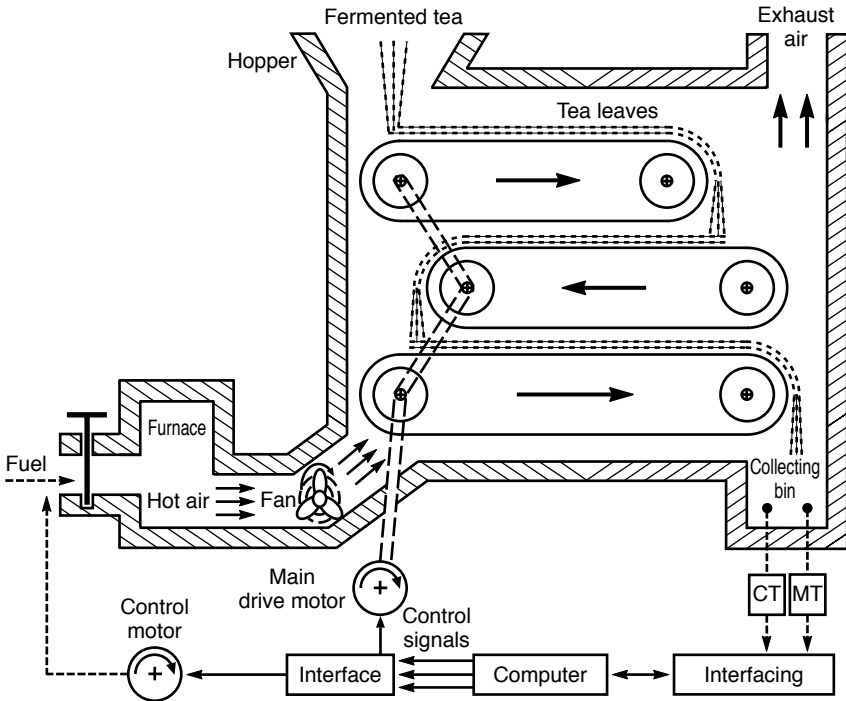 Fermented tea
Exhaust
air
Hopper
Tea leaves
Furnace
Fuel
Hot air
Fan
Collecting
bin
Main
drive motor
CT
MT
Control
motor
Control
signals
Interface
Computer
Interfacing